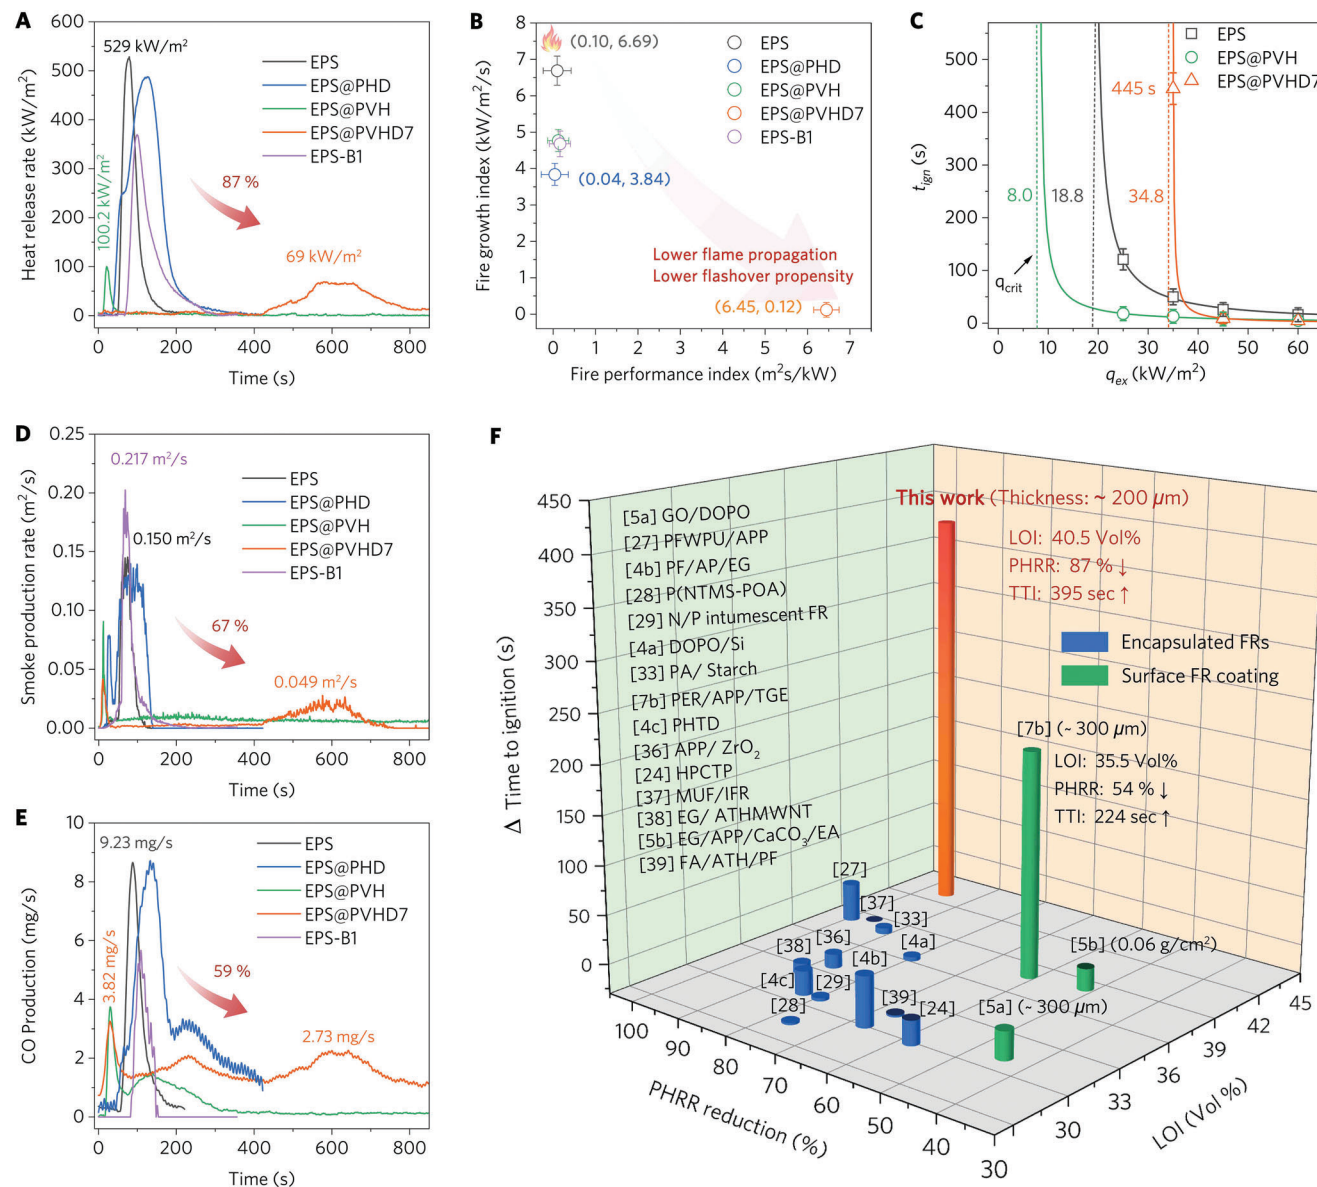 A
600
500
400
300
200
100
0
Heat release rate (kW/m²)
529 kW/m²
100.2 kW/m²
EPS
EPS@PHD
EPS@PVH
EPS@PVHD7
EPS-B1
87 %
69 kW/m²
0 200 400 600 800
Time (s)
B
8
7
6
5
4
3
2
1
0
Fire growth index (kW/m²/s)
(0.10, 6.69)
EPS
EPS@PHD
EPS@PVH
EPS@PVHD7
EPS-B1
(0.04, 3.84)
Lower flame propagation
Lower flashover propensity
(6.45, 0.12)
0 1 2 3 4 5 6 7
Fire performance index (m²s/kW)
C
500
400
300
200
100
0
t_ign (s)
EPS
EPS@PVH
EPS@PVHD7
445 s
8.0
18.8
34.8
q_crit
0 10 20 30 40 50 60
q_ex (kW/m²)
D
0.25
0.20
0.15
0.10
0.05
0.00
Smoke production rate (m²/s)
0.217 m²/s
0.150 m²/s
EPS
EPS@PHD
EPS@PVH
EPS@PVHD7
EPS-B1
67 %
0.049 m²/s
0 200 400 600 800
Time (s)
E
10
8
6
4
2
0
CO Production (mg/s)
9.23 mg/s
3.82 mg/s
EPS
EPS@PHD
EPS@PVH
EPS@PVHD7
EPS-B1
59 %
2.73 mg/s
0 200 400 600 800
Time (s)
F
450
400
350
300
250
200
150
100
50
0
Δ Time to ignition (s)
[5a] GO/DOPO
[27] PFWPU/APP
[4b] PF/AP/EG
[28] P(NTMS-POA)
[29] N/P intumescent FR
[4a] DOPO/Si
[33] PA/ Starch
[7b] PER/APP/TGE
[4c] PHTD
[36] APP/ ZrO₂
[24] HPCTP
[37] MUF/IFR
[38] EG/ ATHMWNT
[5b] EG/APP/CaCO₃/EA
[39] FA/ATH/PF
This work (Thickness: ~ 200 µm)
LOI: 40.5 Vol%
PHRR: 87 % ↓
TTI: 395 sec ↑
Encapsulated FRs
Surface FR coating
[7b] (~ 300 µm)
LOI: 35.5 Vol%
PHRR: 54 % ↓
TTI: 224 sec ↑
[27]
[37]
[33]
[38]
[36]
[4a]
[4b]
[4c]
[29]
[28]
[39]
[24]
[5b] (0.06 g/cm²)
[5a] (~ 300 µm)
100 90 80 70 60 50 40 30
PHRR reduction (%)
30 33 36 39 42 45
LOI (Vol %)